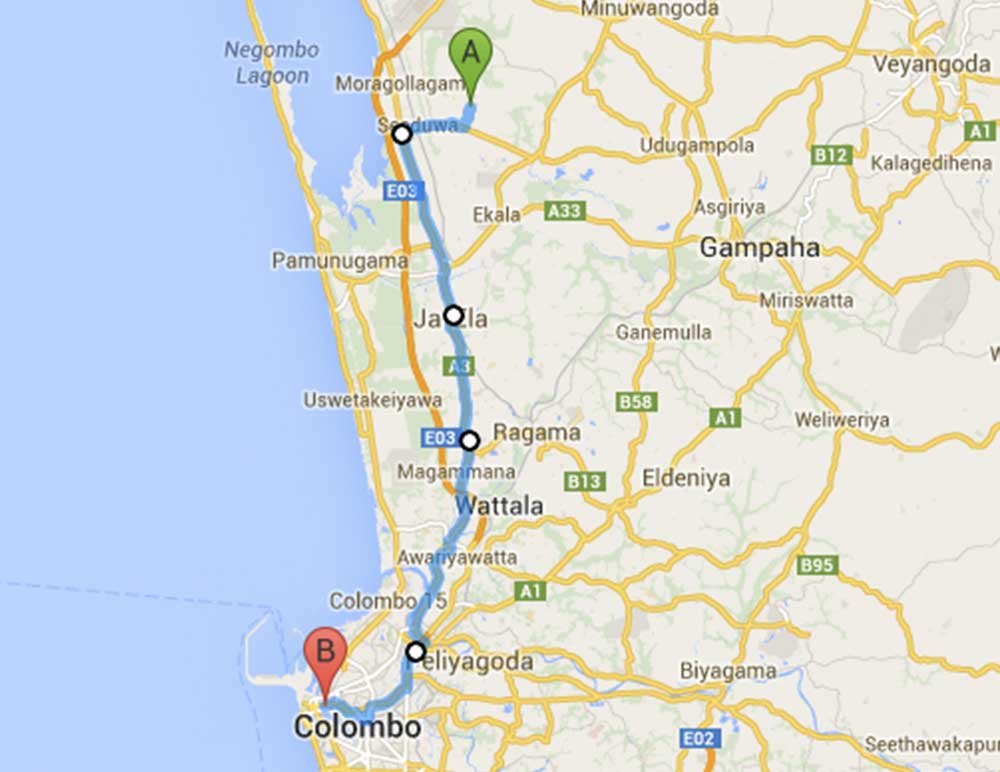 Minuwangoda
Negombo
Lagoon
A
Veyangoda
Moragollagam
Seeduwa
A1
B12
Udugampola
Kalagedihena
E03
Ekala
A33
Asgiriya
Gampaha
Pamunugama
Miriswatta
Ja Ela
Ganemulla
A3
Uswetakeiyawa
B58
A1
Weliweriya
E03
Ragama
Magammana
B13
Eldeniya
Wattala
Awariyawatta
B95
A1
Colombo 15
B
eliyagoda
Biyagama
Colombo
E02
Seethawakapur